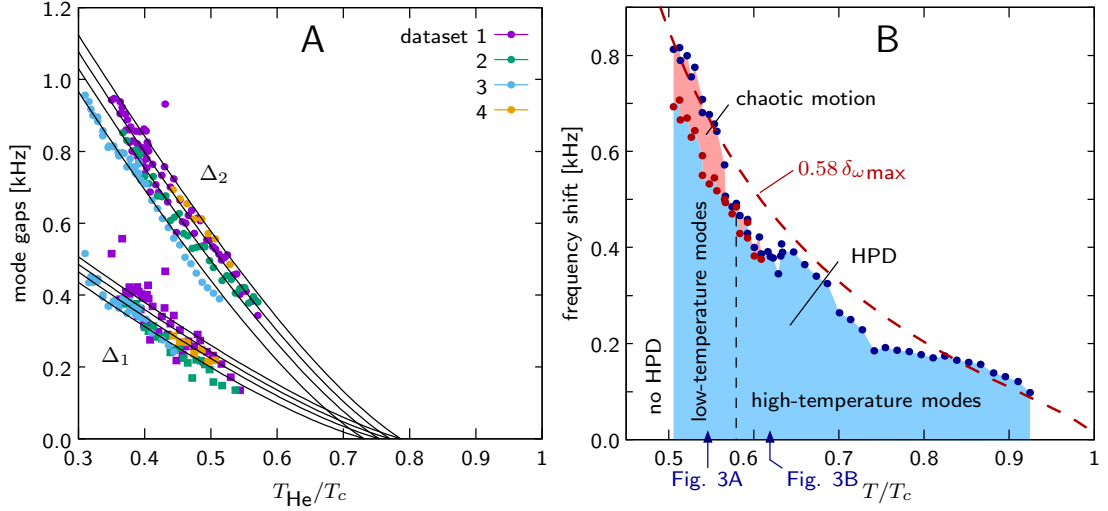 A
dataset 1
2
3
4
mode gaps [kHz]
1.2
1.0
0.8
0.6
0.4
0.2
0.0
Δ2
Δ1
0.3 0.4 0.5 0.6 0.7 0.8 0.9 1
T_He/T_c
B
frequency shift [kHz]
0.8
0.6
0.4
0.2
0.0
chaotic motion
0.58 δωmax
HPD
no HPD
low-temperature modes
high-temperature modes
0.5 0.6 0.7 0.8 0.9 1
Fig. 3A Fig. 3B T/T_c